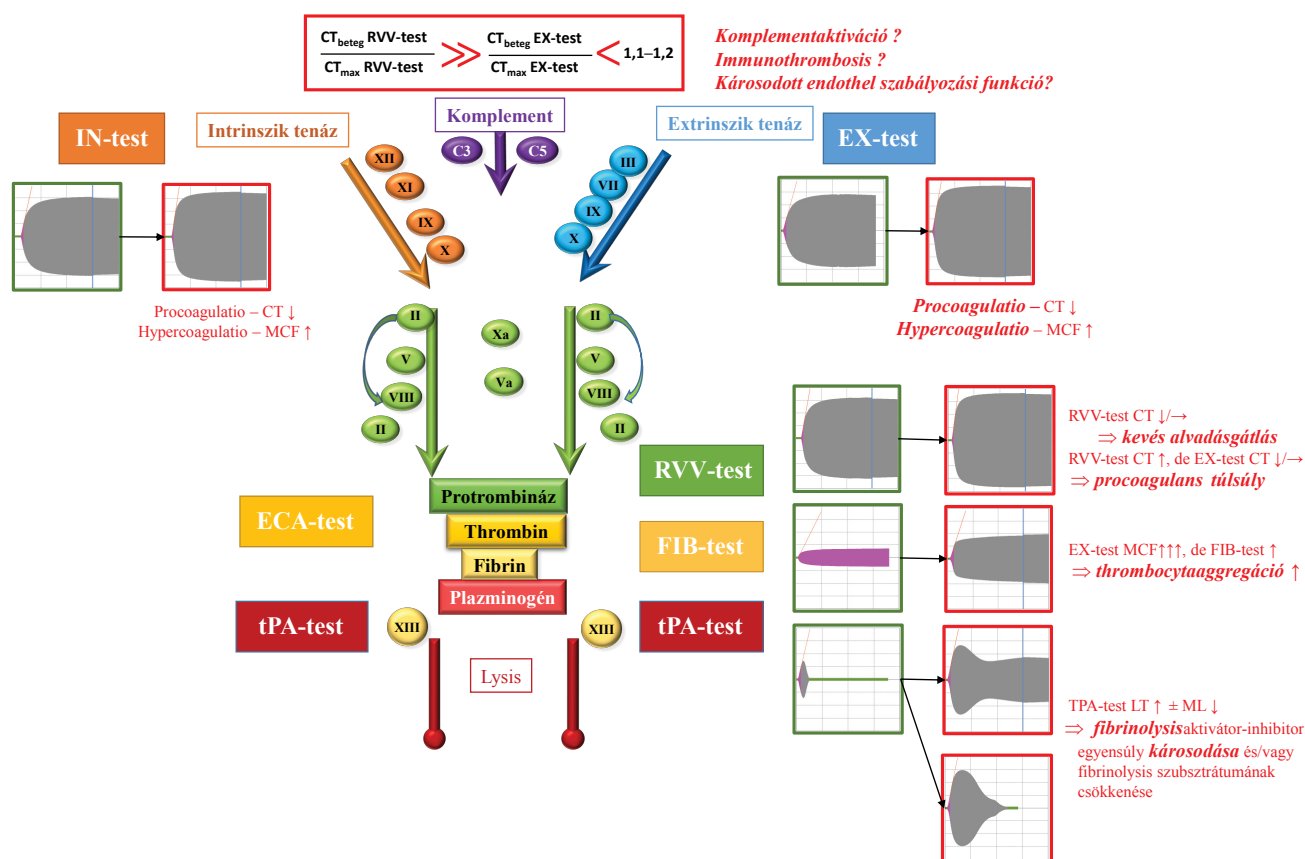 CTbeteg RVV-test
CTmax RVV-test
>>
CTbeteg EX-test
CTmax EX-test
< 1,1–1,2
Komplementaktiváció ?
Immunothrombosis ?
Károsodott endothel szabályozási funkció?
IN-test
Intrinszik tenáz
Komplement
Extrinszik tenáz
EX-test
C3
C5
XII
XI
IX
X
III
VII
IX
X
Procoagulatio – CT ↓
Hypercoagulatio – MCF ↑
Procoagulatio – CT ↓
Hypercoagulatio – MCF ↑
II
V
VIII
II
Xa
Va
II
V
VIII
II
RVV-test
RVV-test CT ↓/→
⇒ kevés alvadásgátlás
RVV-test CT ↑, de EX-test CT ↓/→
⇒ procoagulans túlsúly
Protrombináz
ECA-test
Thrombin
FIB-test
Fibrin
EX-test MCF↑↑↑, de FIB-test ↑
⇒ thrombocytaaggregáció ↑
Plazminogén
tPA-test
XIII
XIII
tPA-test
Lysis
TPA-test LT ↑ ± ML ↓
⇒ fibrinolysisaktivátor-inhibitor
egyensúly károsodása és/vagy
fibrinolysis szubsztrátumának
csökkenése